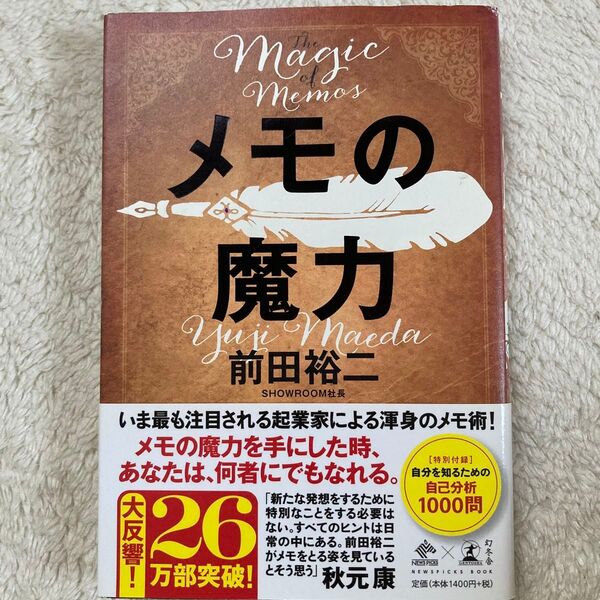 The
Magic
of
Memos
メモの
魔力
Yuji Maeda
前田裕二
SHOWROOM社長
いま最も注目される起業家による渾身のメモ術!
メモの魔力を手にした時、
あなたは、何者にでもなれる。
大反響!
26
万部突破!
「新たな発想をするために
特別なことをする必要は
ない。すべてのヒントは日
常の中にある。前田裕二
がメモをとる姿を見ている
とそう思う」秋元 康
[特別付録]
自分を知るための
自己分析
1000問
NEWS PICKS × GENTOSHA 幻冬舎
NEWSPICKS BOOK
定価(本体1400円+税)